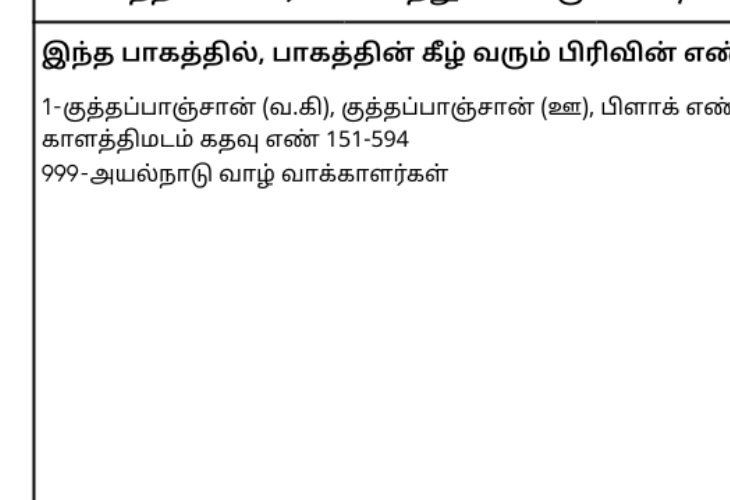 இந்த பாகத்தில், பாகத்தின் கீழ் வரும் பிரிவின் எண்
1-குத்தப்பாஞ்சான் (வ.கி), குத்தப்பாஞ்சான் (ஊ), பிளாக் எண்
காளத்திமடம் கதவு எண் 151-594
999-அயல்நாடு வாழ் வாக்காளர்கள்